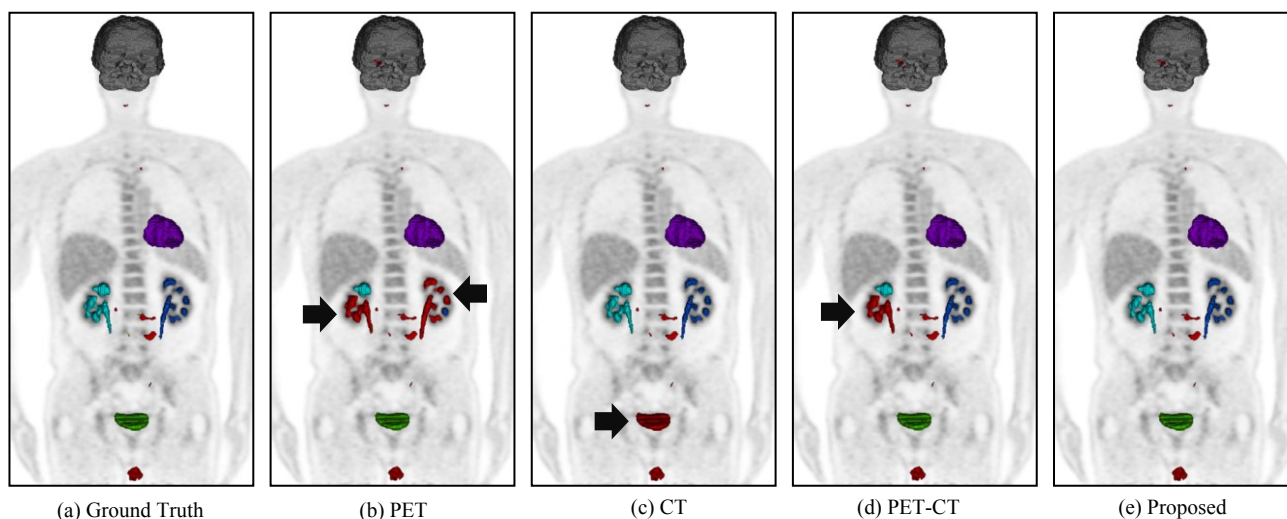 (a) Ground Truth
(b) PET
(c) CT
(d) PET-CT
(e) Proposed